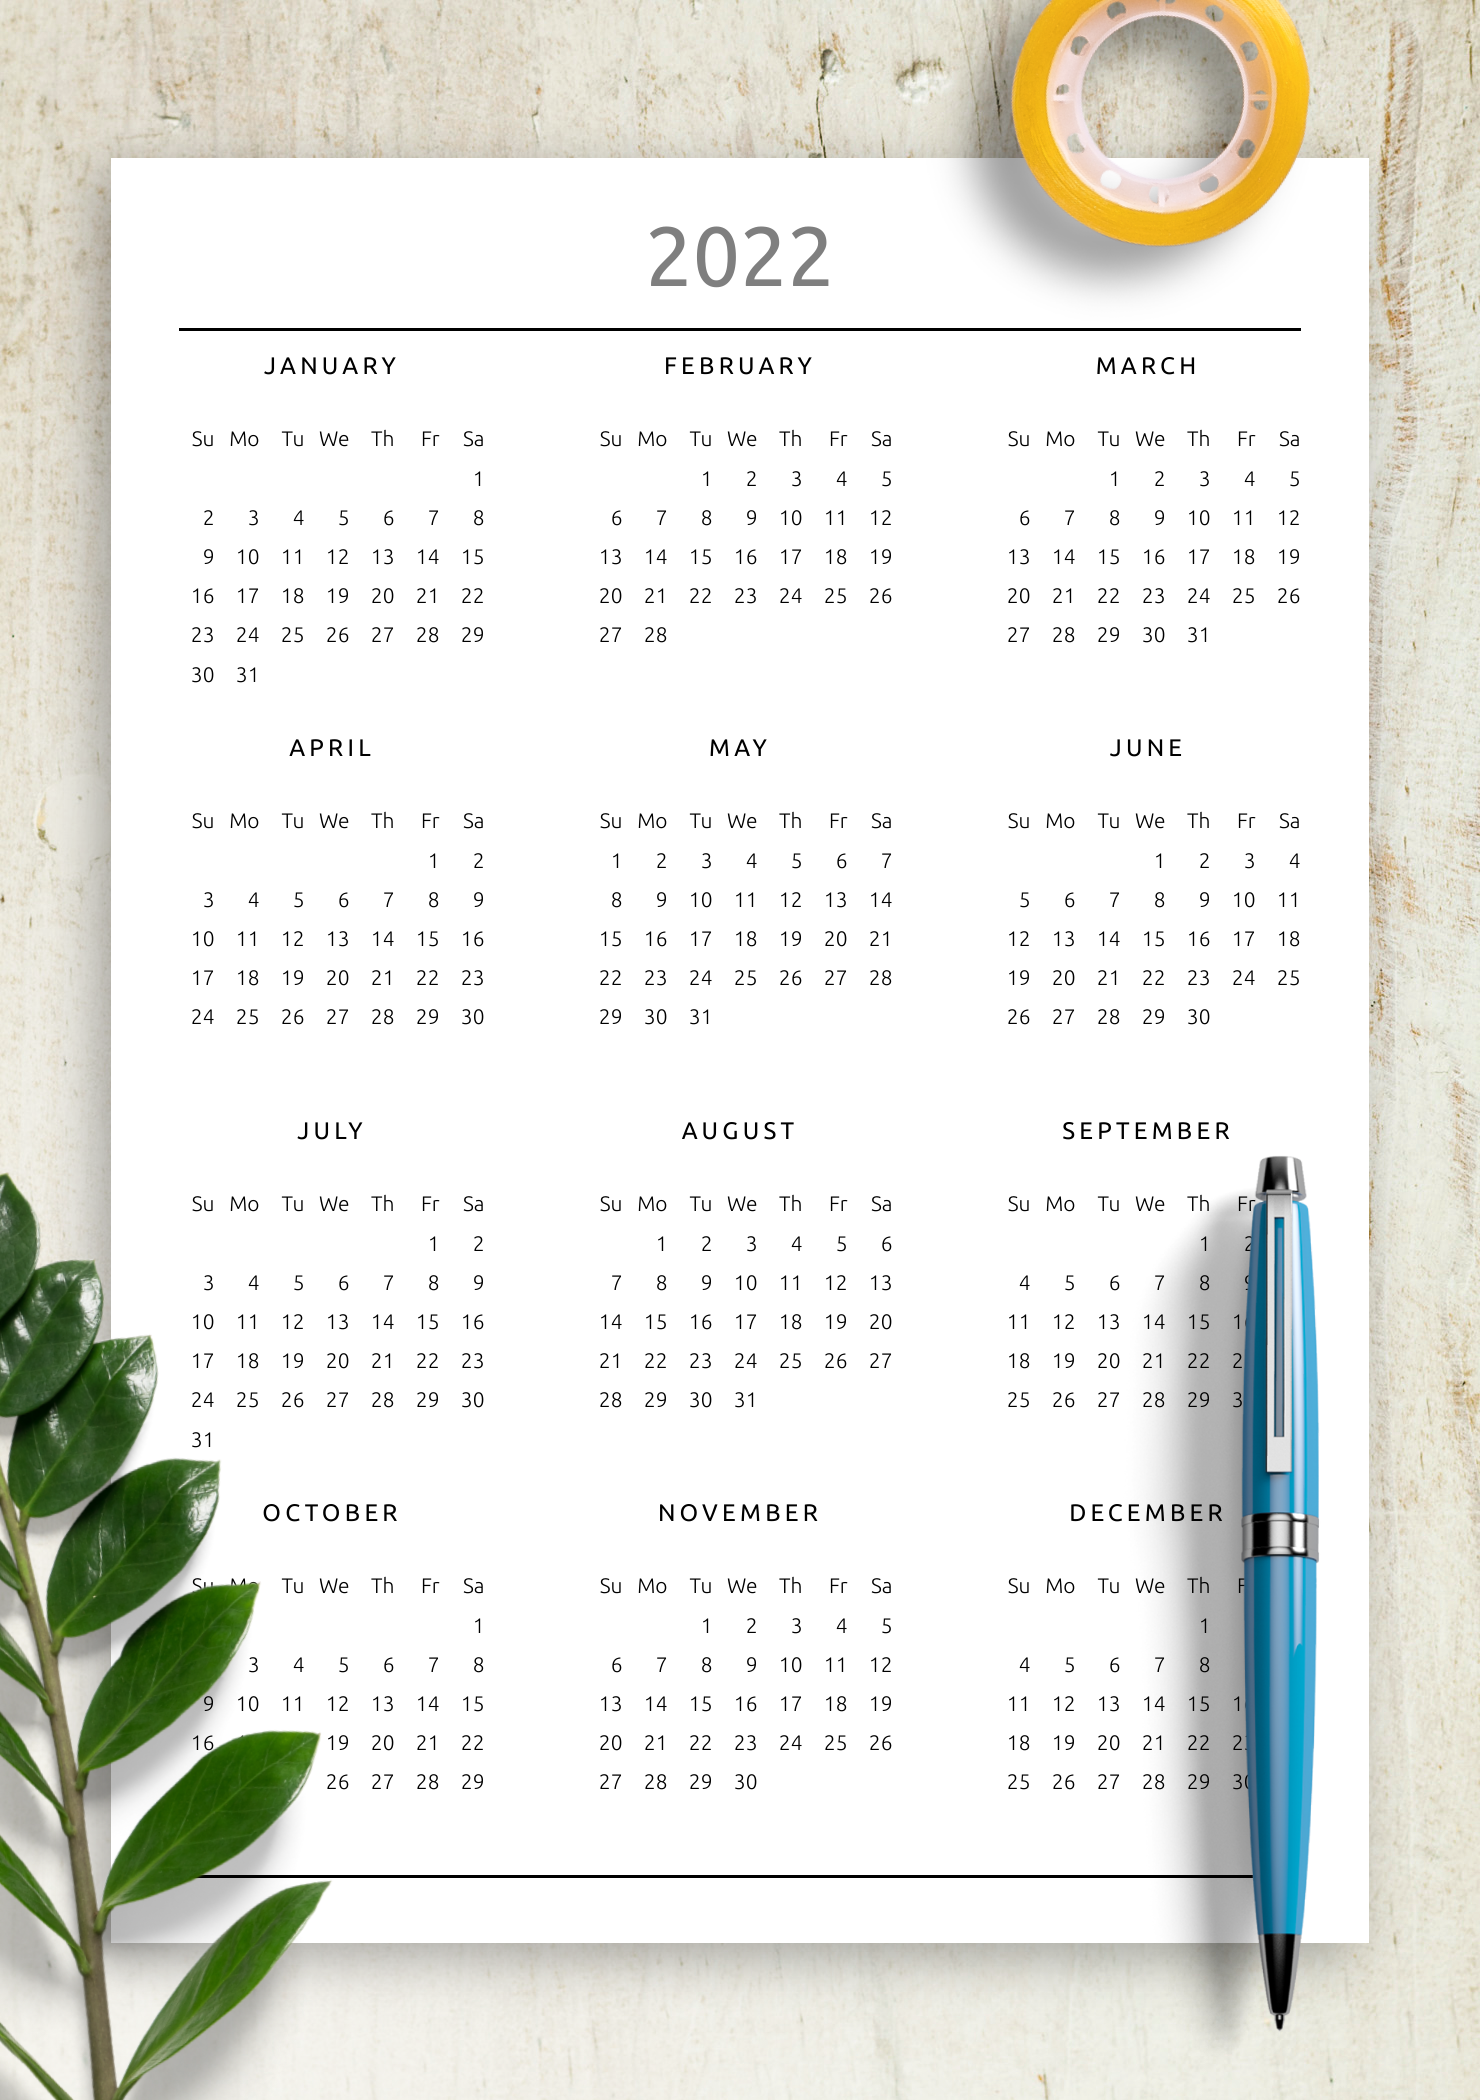 2022
JANUARY
Su Mo Tu We Th Fr Sa
1
2 3 4 5 6 7 8
9 10 11 12 13 14 15
16 17 18 19 20 21 22
23 24 25 26 27 28 29
30 31
FEBRUARY
Su Mo Tu We Th Fr Sa
1 2 3 4 5
6 7 8 9 10 11 12
13 14 15 16 17 18 19
20 21 22 23 24 25 26
27 28
MARCH
Su Mo Tu We Th Fr Sa
1 2 3 4 5
6 7 8 9 10 11 12
13 14 15 16 17 18 19
20 21 22 23 24 25 26
27 28 29 30 31
APRIL
Su Mo Tu We Th Fr Sa
1 2
3 4 5 6 7 8 9
10 11 12 13 14 15 16
17 18 19 20 21 22 23
24 25 26 27 28 29 30
MAY
Su Mo Tu We Th Fr Sa
1 2 3 4 5 6 7
8 9 10 11 12 13 14
15 16 17 18 19 20 21
22 23 24 25 26 27 28
29 30 31
JUNE
Su Mo Tu We Th Fr Sa
1 2 3 4
5 6 7 8 9 10 11
12 13 14 15 16 17 18
19 20 21 22 23 24 25
26 27 28 29 30
JULY
Su Mo Tu We Th Fr Sa
1 2
3 4 5 6 7 8 9
10 11 12 13 14 15 16
17 18 19 20 21 22 23
24 25 26 27 28 29 30
31
AUGUST
Su Mo Tu We Th Fr Sa
1 2 3 4 5 6
7 8 9 10 11 12 13
14 15 16 17 18 19 20
21 22 23 24 25 26 27
28 29 30 31
SEPTEMBER
Su Mo Tu We Th Fr
1 2
4 5 6 7 8 9
11 12 13 14 15
18 19 20 21 22
25 26 27 28 29
OCTOBER
Su Mo Tu We Th Fr Sa
1
3 4 5 6 7 8
9 10 11 12 13 14 15
16 19 20 21 22
26 27 28 29
NOVEMBER
Su Mo Tu We Th Fr Sa
1 2 3 4 5
6 7 8 9 10 11 12
13 14 15 16 17 18 19
20 21 22 23 24 25 26
27 28 29 30
DECEMBER
Su Mo Tu We Th
1
4 5 6 7 8
11 12 13 14 15
18 19 20 21 22
25 26 27 28 29 30